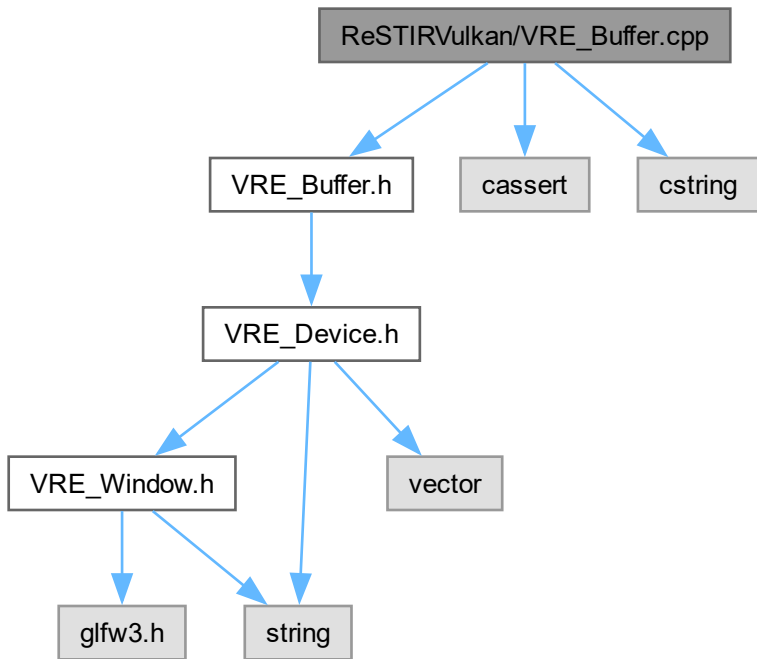 ReSTIRVulkan/VRE_Buffer.cpp
VRE_Buffer.h
cassert
cstring
VRE_Device.h
VRE_Window.h
vector
glfw3.h
string